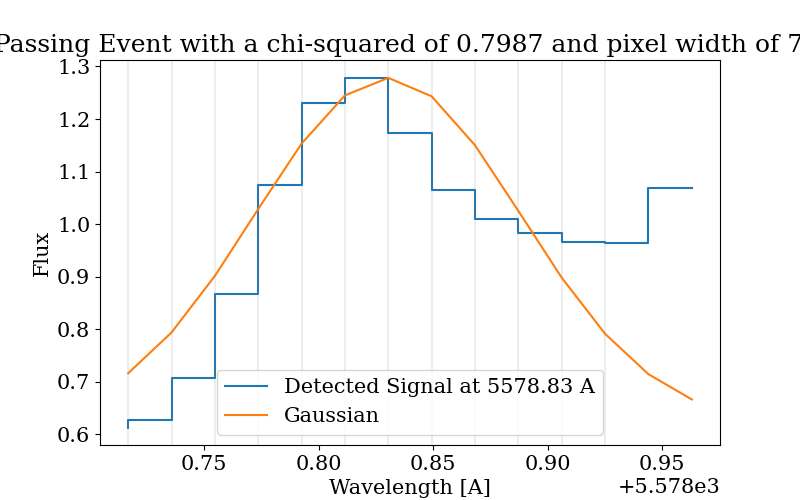 Passing Event with a chi-squared of 0.7987 and pixel width of 7
1.3
1.2
1.1
1.0
0.9
0.8
0.7
0.6
Flux
Detected Signal at 5578.83 A
Gaussian
0.75 0.80 0.85 0.90 0.95
+5.578e3
Wavelength [A]